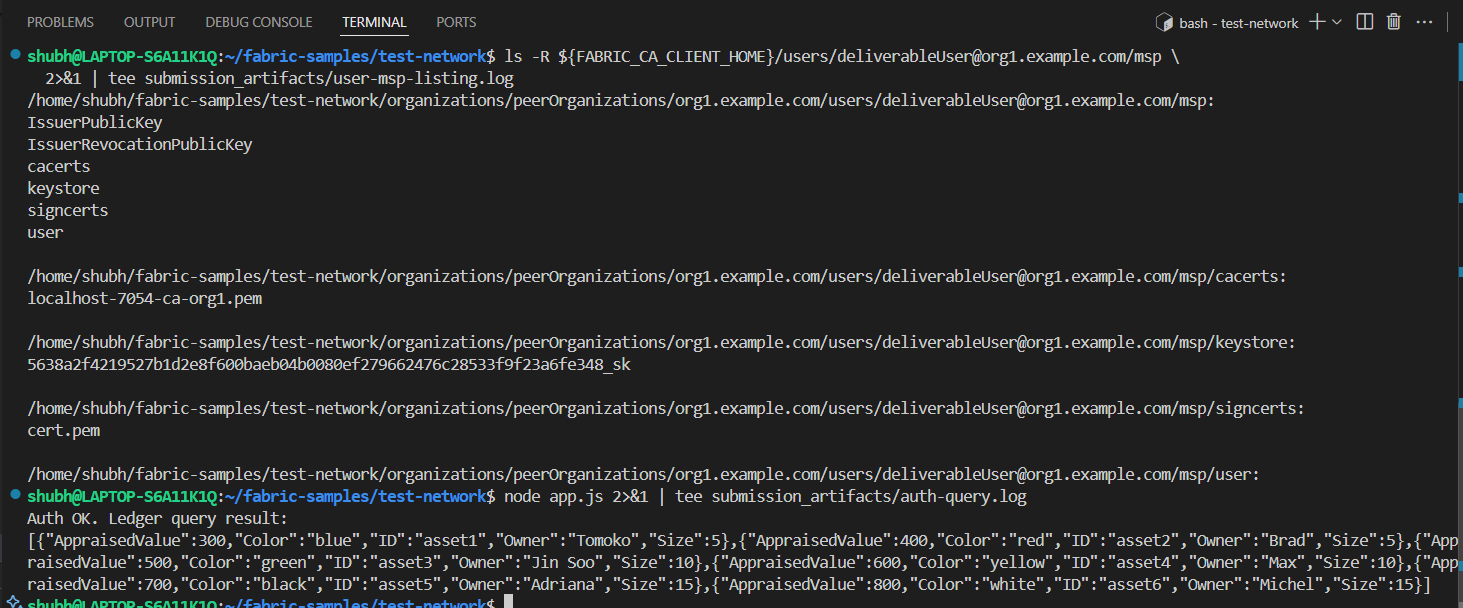 PROBLEMS OUTPUT DEBUG CONSOLE TERMINAL PORTS bash - test-network
shubh@LAPTOP-S6A11K1Q:~/fabric-samples/test-network$ ls -R ${FABRIC_CA_CLIENT_HOME}/users/deliverableUser@org1.example.com/msp \
2>&1 | tee submission_artifacts/user-msp-listing.log
/home/shubh/fabric-samples/test-network/organizations/peerOrganizations/org1.example.com/users/deliverableUser@org1.example.com/msp:
IssuerPublicKey
IssuerRevocationPublicKey
cacerts
keystore
signcerts
user
/home/shubh/fabric-samples/test-network/organizations/peerOrganizations/org1.example.com/users/deliverableUser@org1.example.com/msp/cacerts:
localhost-7054-ca-org1.pem
/home/shubh/fabric-samples/test-network/organizations/peerOrganizations/org1.example.com/users/deliverableUser@org1.example.com/msp/keystore:
5638a2f4219527b1d2e8f600baeb04b0080ef279662476c28533f9f23a6fe348_sk
/home/shubh/fabric-samples/test-network/organizations/peerOrganizations/org1.example.com/users/deliverableUser@org1.example.com/msp/signcerts:
cert.pem
/home/shubh/fabric-samples/test-network/organizations/peerOrganizations/org1.example.com/users/deliverableUser@org1.example.com/msp/user:
shubh@LAPTOP-S6A11K1Q:~/fabric-samples/test-network$ node app.js 2>&1 | tee submission_artifacts/auth-query.log
Auth OK. Ledger query result:
[{"AppraisedValue":300,"Color":"blue","ID":"asset1","Owner":"Tomoko","Size":5},{"AppraisedValue":400,"Color":"red","ID":"asset2","Owner":"Brad","Size":5},{"App
raisedValue":500,"Color":"green","ID":"asset3","Owner":"Jin Soo","Size":10},{"AppraisedValue":600,"Color":"yellow","ID":"asset4","Owner":"Max","Size":10},{"App
raisedValue":700,"Color":"black","ID":"asset5","Owner":"Adriana","Size":15},{"AppraisedValue":800,"Color":"white","ID":"asset6","Owner":"Michel","Size":15}]
shubh@LAPTOP-S6A11K1Q:~/fabric-samples/test-network$